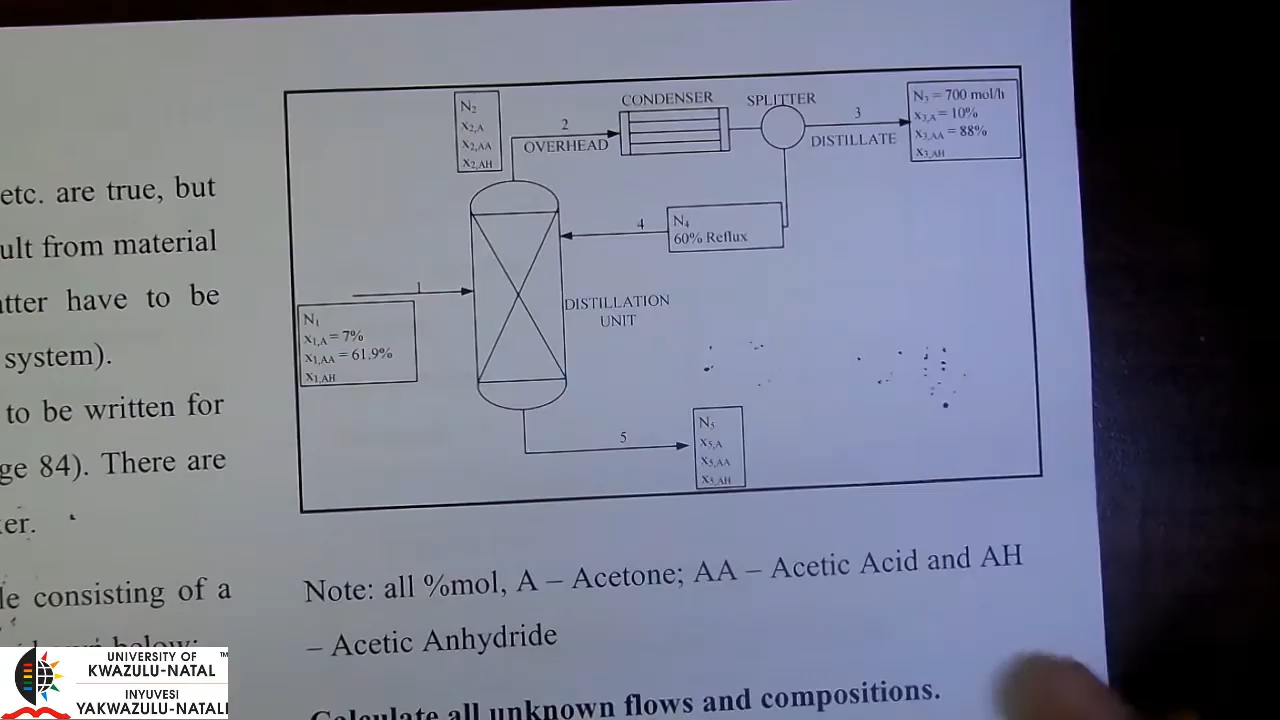 etc. are true, but
ult from material
tter have to be
system).
to be written for
ge 84). There are
er.
le consisting of a
below:
N₂
x₂,A
x₂,AA
x₂,AH
2
OVERHEAD
CONDENSER
SPLITTER
3
DISTILLATE
N₃ = 700 mol/h
x₃,A = 10%
x₃,AA = 88%
x₃,AH
4
N₄
60% Reflux
1
N₁
x₁,A = 7%
x₁,AA = 61.9%
x₁,AH
DISTILLATION
UNIT
5
N₅
x₅,A
x₅,AA
x₅,AH
Note: all %mol, A – Acetone; AA – Acetic Acid and AH
– Acetic Anhydride
Calculate all unknown flows and compositions.
UNIVERSITY OF ™
KWAZULU-NATAL
INYUVESI
YAKWAZULU-NATALI